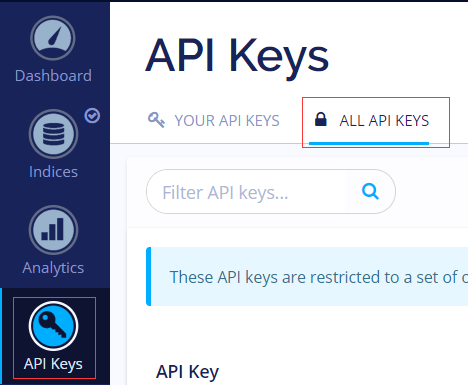 Dashboard
Indices
Analytics
API Keys
API Keys
YOUR API KEYS
ALL API KEYS
Filter API keys...
These API keys are restricted to a set of
API Key